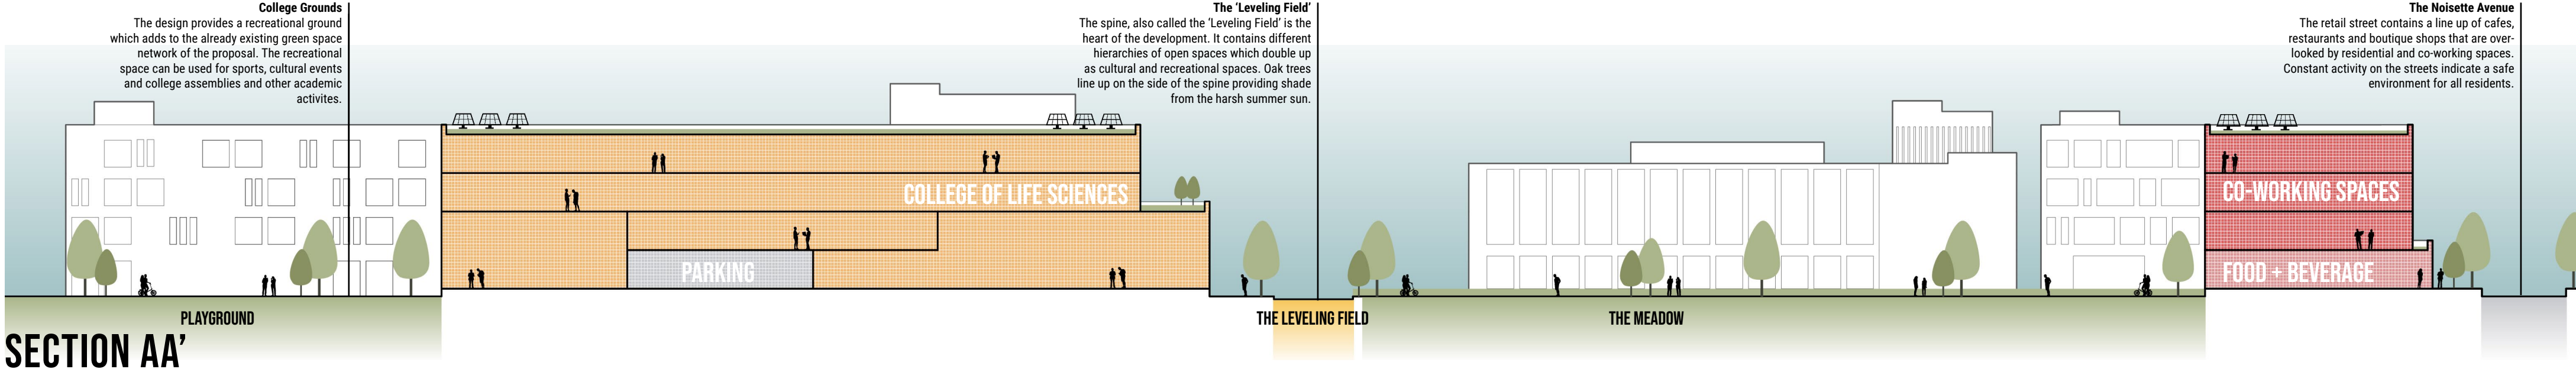 College Grounds
The design provides a recreational ground
which adds to the already existing green space
network of the proposal. The recreational
space can be used for sports, cultural events
and college assemblies and other academic
activites.
The ‘Leveling Field’
The spine, also called the ‘Leveling Field’ is the
heart of the development. It contains different
hierarchies of open spaces which double up
as cultural and recreational spaces. Oak trees
line up on the side of the spine providing shade
from the harsh summer sun.
The Noisette Avenue
The retail street contains a line up of cafes,
restaurants and boutique shops that are over-
looked by residential and co-working spaces.
Constant activity on the streets indicate a safe
environment for all residents.
COLLEGE OF LIFE SCIENCES
PARKING
CO-WORKING SPACES
FOOD + BEVERAGE
PLAYGROUND
THE LEVELING FIELD
THE MEADOW
SECTION AA’